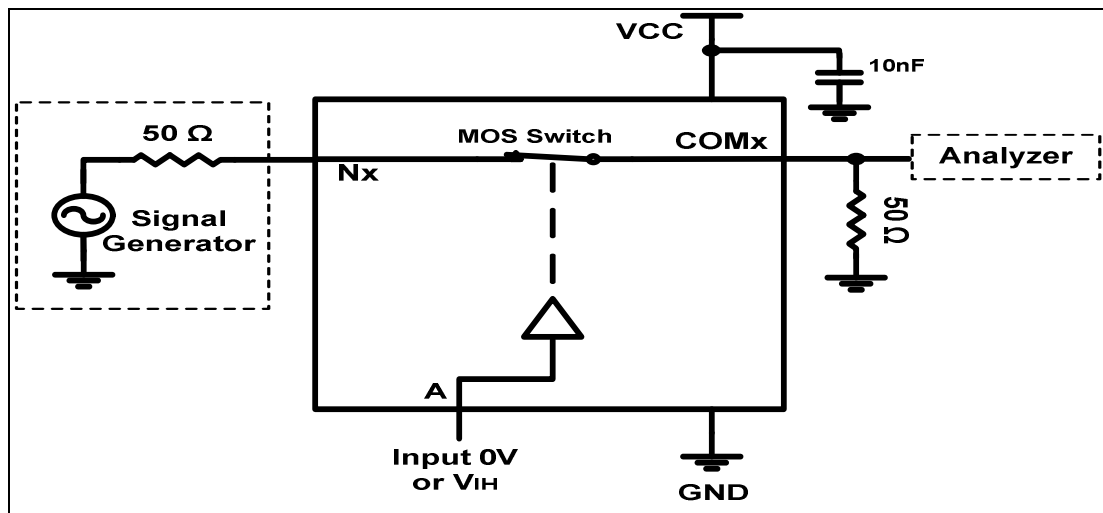 VCC
10nF
50 Ω
MOS Switch
COMx
Nx
Analyzer
Signal
Generator
50 Ω
A
Input 0V
or VIH
GND